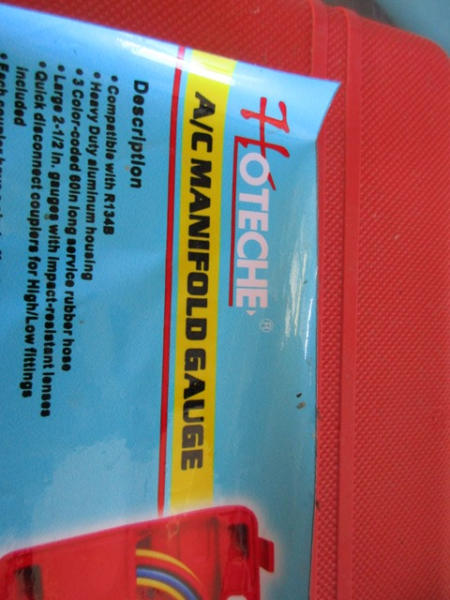 HOTECHE®
A/C MANIFOLD GAUGE
Description
• Compatible with R134B
• Heavy Duty aluminum housing
• 3 Color-coded 60in long service rubber hose
• Large 2-1/2 in. gauges with impact-resistant lenses
• Quick disconnect couplers for High/Low fittings
included
• Each